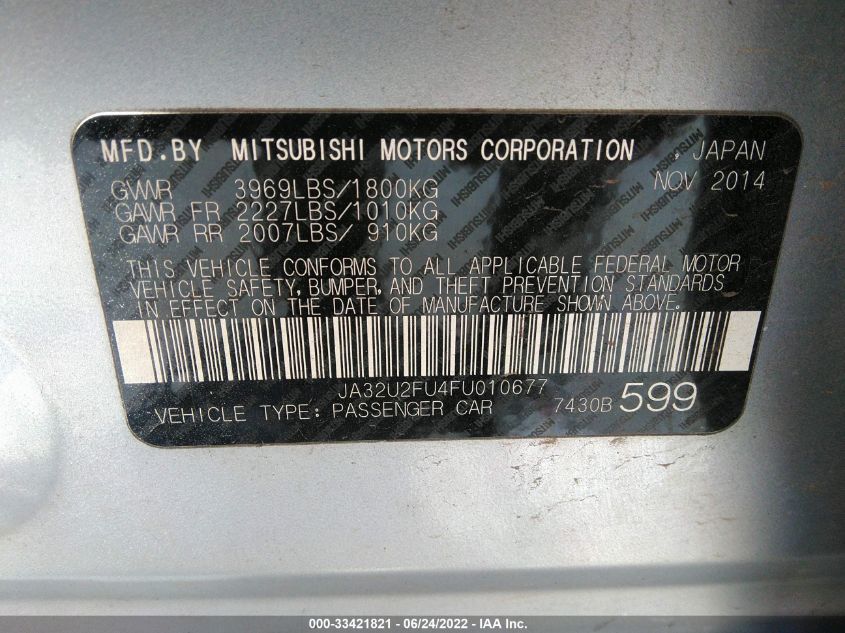 MFD.BY MITSUBISHI MOTORS CORPORATION , JAPAN
GVWR 3969LBS/1800KG NOV 2014
GAWR FR 2227LBS/1010KG
GAWR RR 2007LBS/ 910KG
THIS VEHICLE CONFORMS TO ALL APPLICABLE FEDERAL MOTOR
VEHICLE SAFETY, BUMPER, AND THEFT PREVENTION STANDARDS
IN EFFECT ON THE DATE OF MANUFACTURE SHOWN ABOVE.
JA32U2FU4FU010677
VEHICLE TYPE: PASSENGER CAR 7430B 599
000-33421821 - 06/24/2022 - IAA Inc.